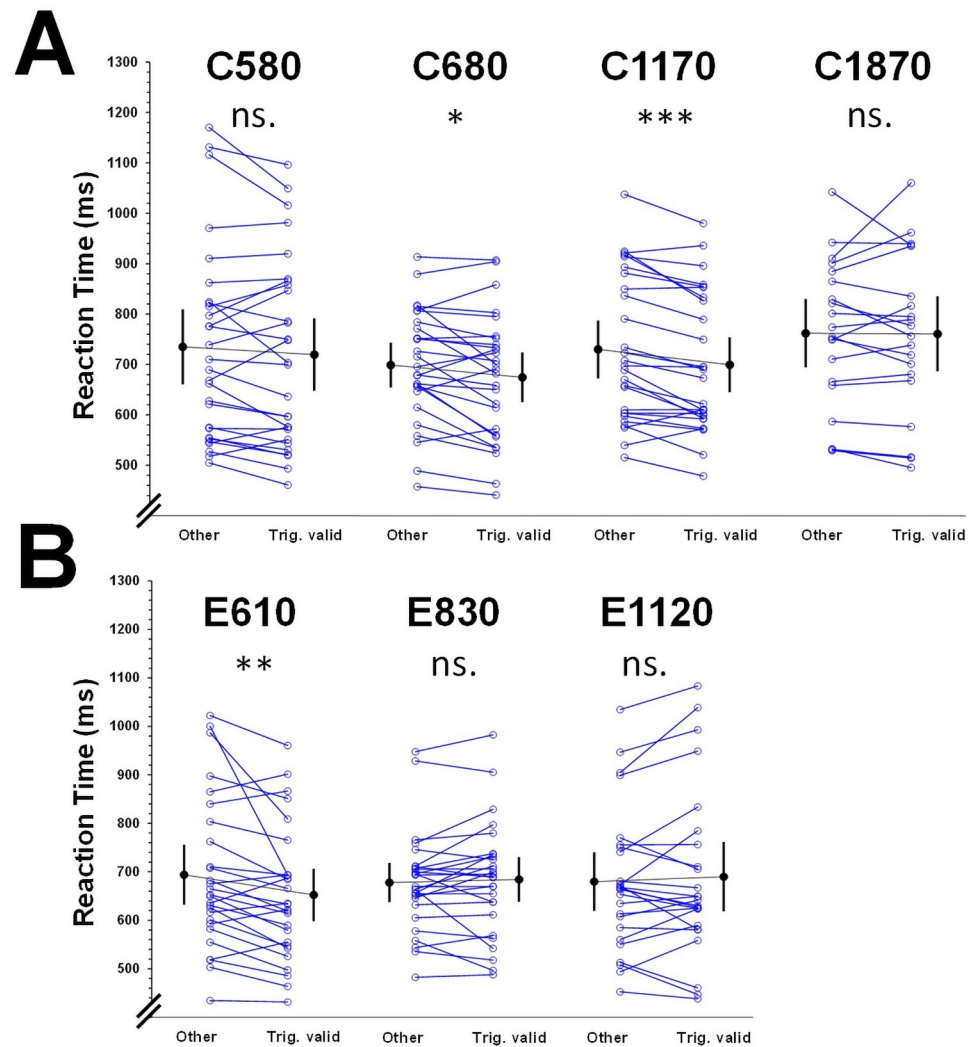 A
C580 C680 C1170 C1870
ns. * *** ns.
Reaction Time (ms)
1300
1200
1100
1000
900
800
700
600
500
Other Trig. valid Other Trig. valid Other Trig. valid Other Trig. valid
B
E610 E830 E1120
** ns. ns.
Reaction Time (ms)
1300
1200
1100
1000
900
800
700
600
500
Other Trig. valid Other Trig. valid Other Trig. valid